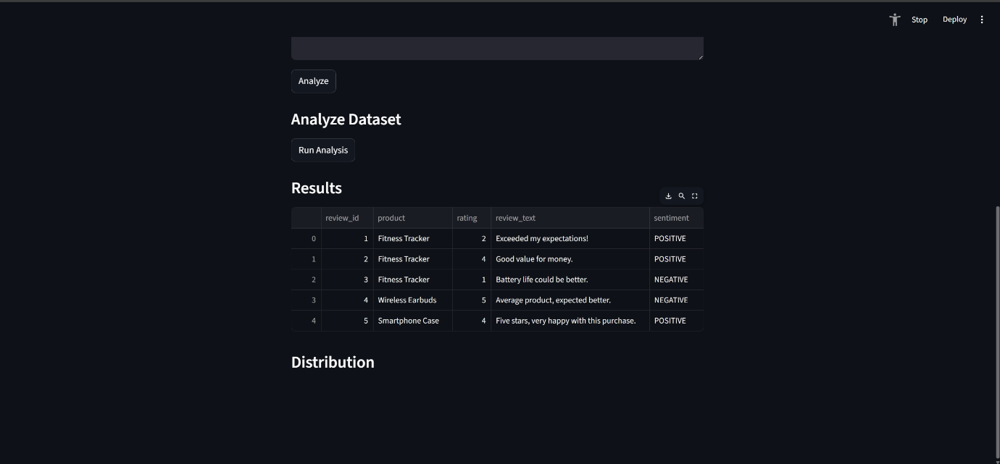 Stop Deploy
Analyze
Analyze Dataset
Run Analysis
Results
review_id product rating review_text sentiment
0 1 Fitness Tracker 2 Exceeded my expectations! POSITIVE
1 2 Fitness Tracker 4 Good value for money. POSITIVE
2 3 Fitness Tracker 1 Battery life could be better. NEGATIVE
3 4 Wireless Earbuds 5 Average product, expected better. NEGATIVE
4 5 Smartphone Case 4 Five stars, very happy with this purchase. POSITIVE
Distribution